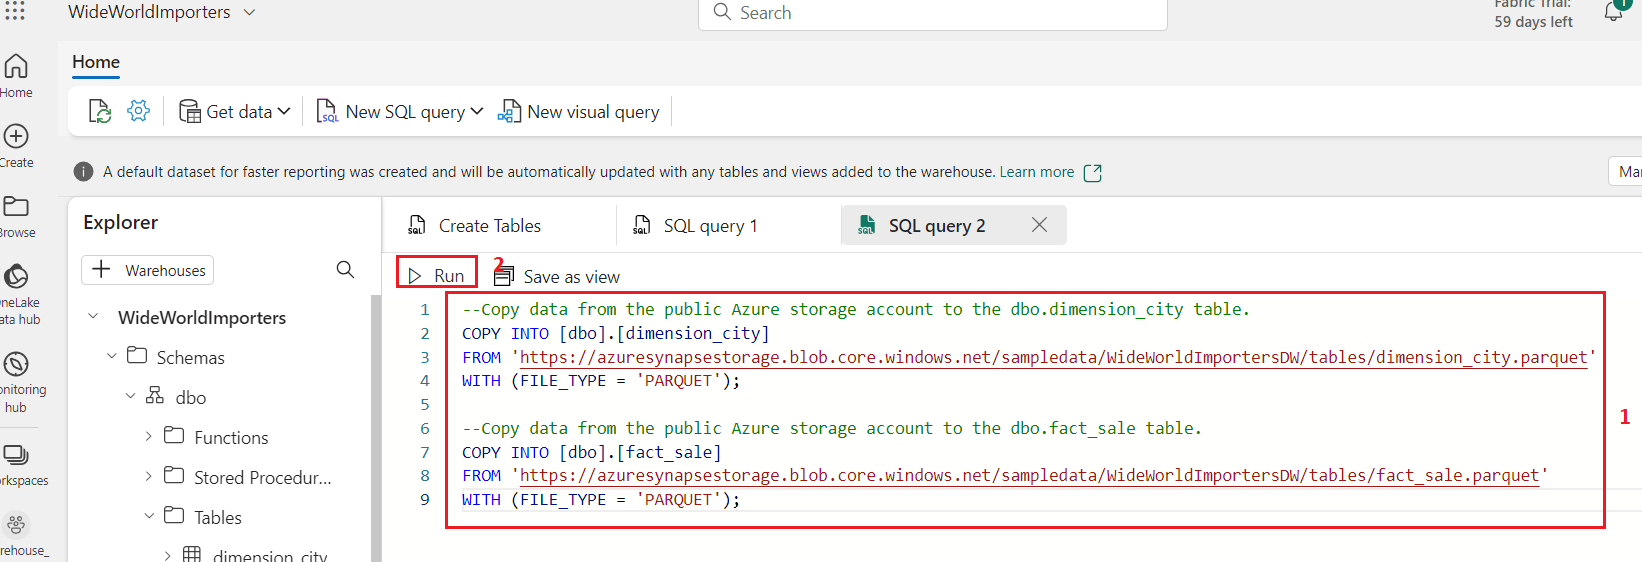 WideWorldImporters
Search
Fabric Trial:
59 days left
1
Home
Home
Get data
New SQL query
New visual query
Create
A default dataset for faster reporting was created and will be automatically updated with any tables and views added to the warehouse. Learn more
Mar
Browse
Explorer
Create Tables
SQL query 1
SQL query 2
Warehouses
Run
2
Save as view
OneLake
ata hub
WideWorldImporters
Schemas
dbo
Functions
Stored Procedur...
Tables
dimension_city
onitoring
hub
rkspaces
rehouse_
1 --Copy data from the public Azure storage account to the dbo.dimension_city table.
2 COPY INTO [dbo].[dimension_city]
3 FROM 'https://azuresynapsestorage.blob.core.windows.net/sampledata/WideWorldImportersDW/tables/dimension_city.parquet'
4 WITH (FILE_TYPE = 'PARQUET');
5
6 --Copy data from the public Azure storage account to the dbo.fact_sale table.
7 COPY INTO [dbo].[fact_sale]
8 FROM 'https://azuresynapsestorage.blob.core.windows.net/sampledata/WideWorldImportersDW/tables/fact_sale.parquet'
9 WITH (FILE_TYPE = 'PARQUET');
1